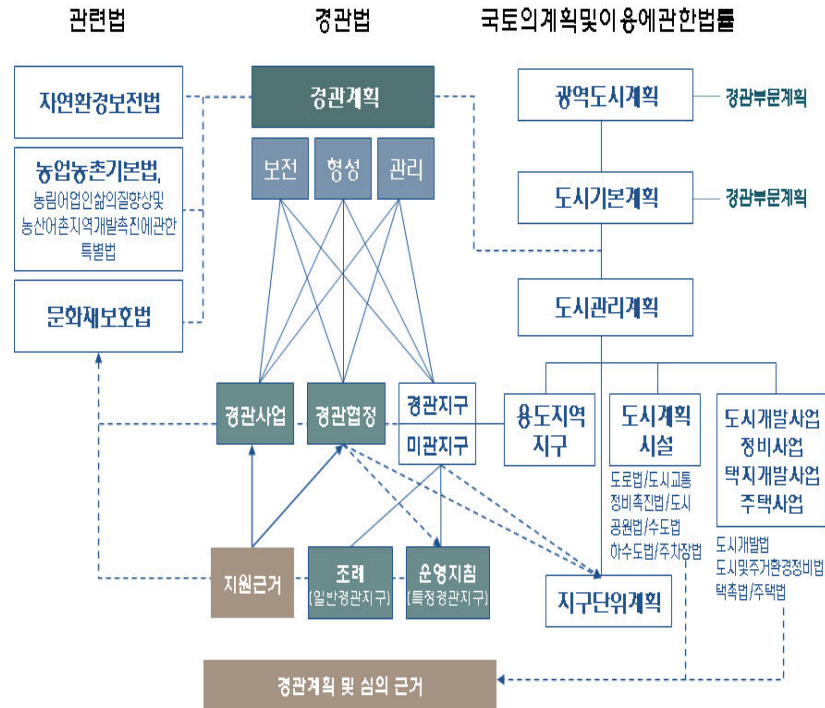 관련법
경관법
국토의계획및이용에관한법률
자연환경보전법
농업농촌기본법,
농림어업인삶의질향상및
농산어촌지역개발촉진에관한
특별법
문화재보호법
경관계획
보전
형성
관리
경관사업
경관협정
경관지구
미관지구
지원근거
조례
(일반경관지구)
운영지침
(특정경관지구)
광역도시계획
경관부문계획
도시기본계획
경관부문계획
도시관리계획
용도지역
지구
도시계획
시설
도로법/도시교통
정비촉진법/도시
공원법/수도법
하수도법/주차장법
도시개발사업
정비사업
택지개발사업
주택사업
도시개발법
도시및주거환경정비법
택촉법/주택법
지구단위계획
경관계획 및 심의 근거